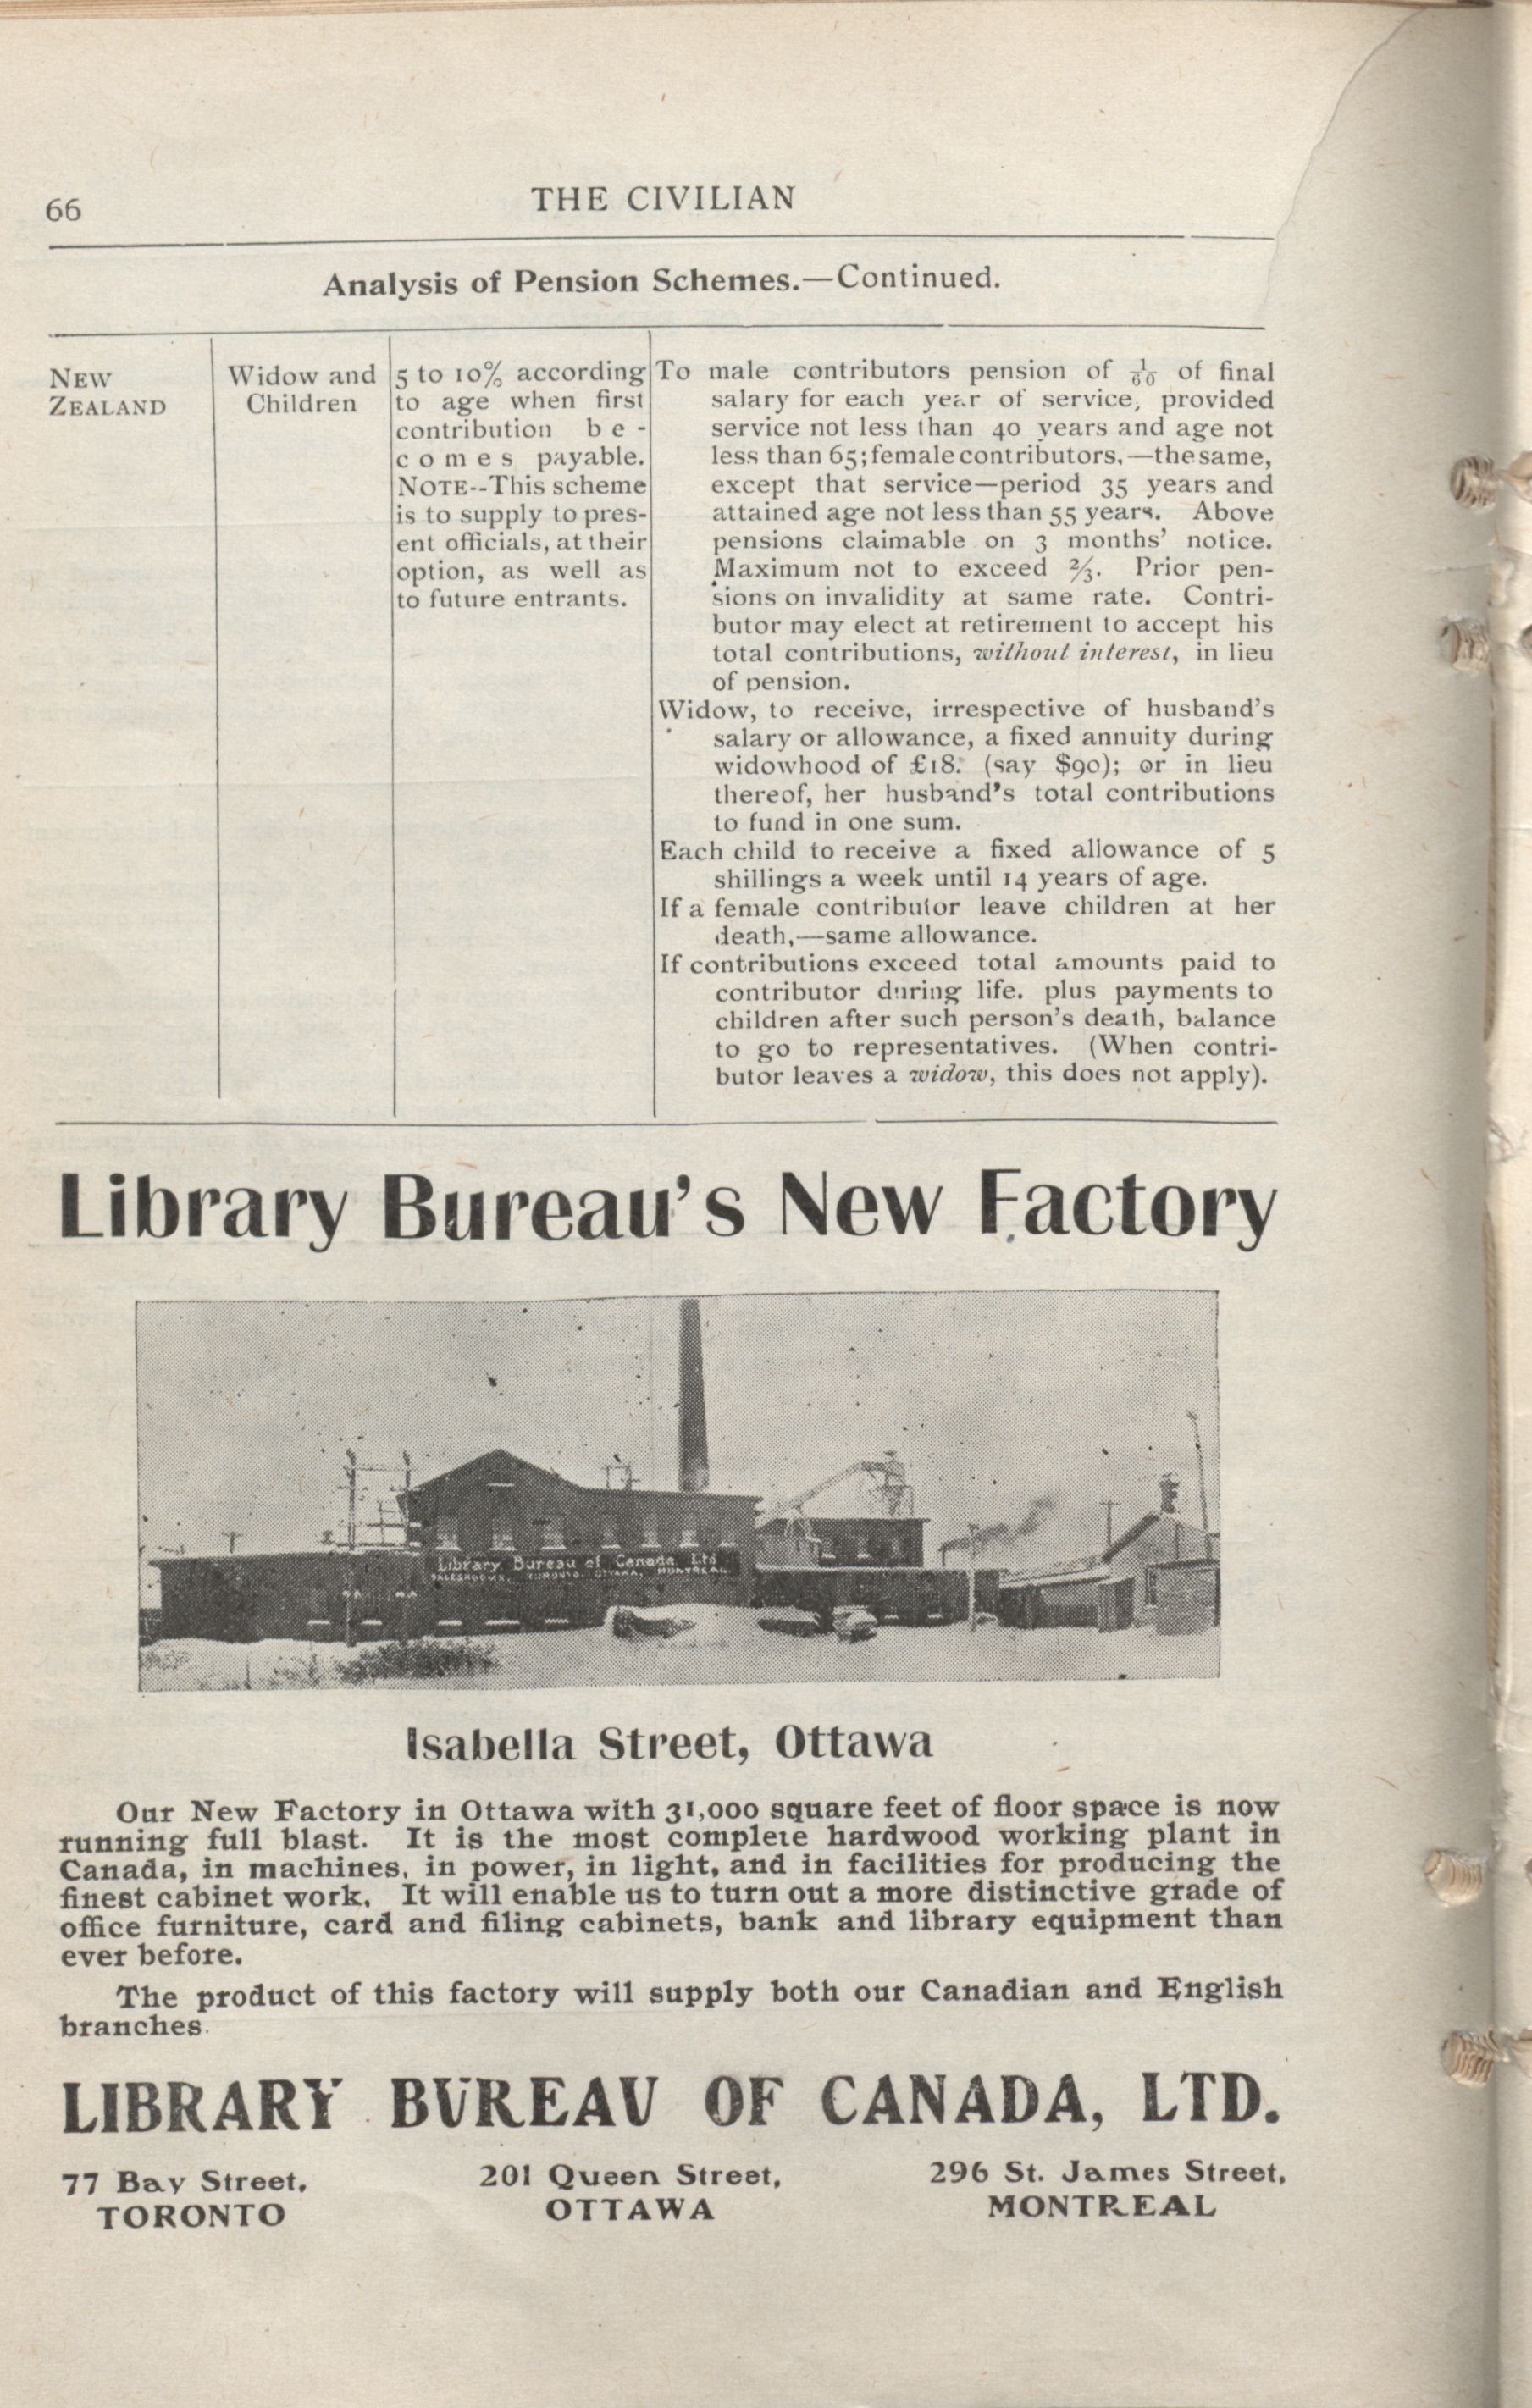 66
THE CIVILIAN
Analysis of Pension Schemes.—Continued.
NEW
ZEALAND
Widow and
Children
5 to 10% according
to age when first
contribution be-
comes payable.
NOTE--This scheme
is to supply to pres-
ent officials, at their
option, as well as
to future entrants.
To male contributors pension of 1/60 of final
salary for each year of service, provided
service not less than 40 years and age not
less than 65; female contributors,—the same,
except that service—period 35 years and
attained age not less than 55 years. Above
pensions claimable on 3 months' notice.
Maximum not to exceed 2/3. Prior pen-
sions on invalidity at same rate. Contri-
butor may elect at retirement to accept his
total contributions, without interest, in lieu
of pension.
Widow, to receive, irrespective of husband's
salary or allowance, a fixed annuity during
widowhood of £18. (say $90); or in lieu
thereof, her husband's total contributions
to fund in one sum.
Each child to receive a fixed allowance of 5
shillings a week until 14 years of age.
If a female contributor leave children at her
death,—same allowance.
If contributions exceed total amounts paid to
contributor during life. plus payments to
children after such person's death, balance
to go to representatives. (When contri-
butor leaves a widow, this does not apply).
Library Bureau's New Factory
Library Bureau of Canada Ltd
SALESROOMS, TORONTO, OTTAWA, MONTREAL
Isabella Street, Ottawa
Our New Factory in Ottawa with 31,000 square feet of floor space is now
running full blast. It is the most complete hardwood working plant in
Canada, in machines, in power, in light, and in facilities for producing the
finest cabinet work. It will enable us to turn out a more distinctive grade of
office furniture, card and filing cabinets, bank and library equipment than
ever before.
The product of this factory will supply both our Canadian and English
branches.
LIBRARY BUREAU OF CANADA, LTD.
77 Bay Street,
TORONTO
201 Queen Street,
OTTAWA
296 St. James Street,
MONTREAL